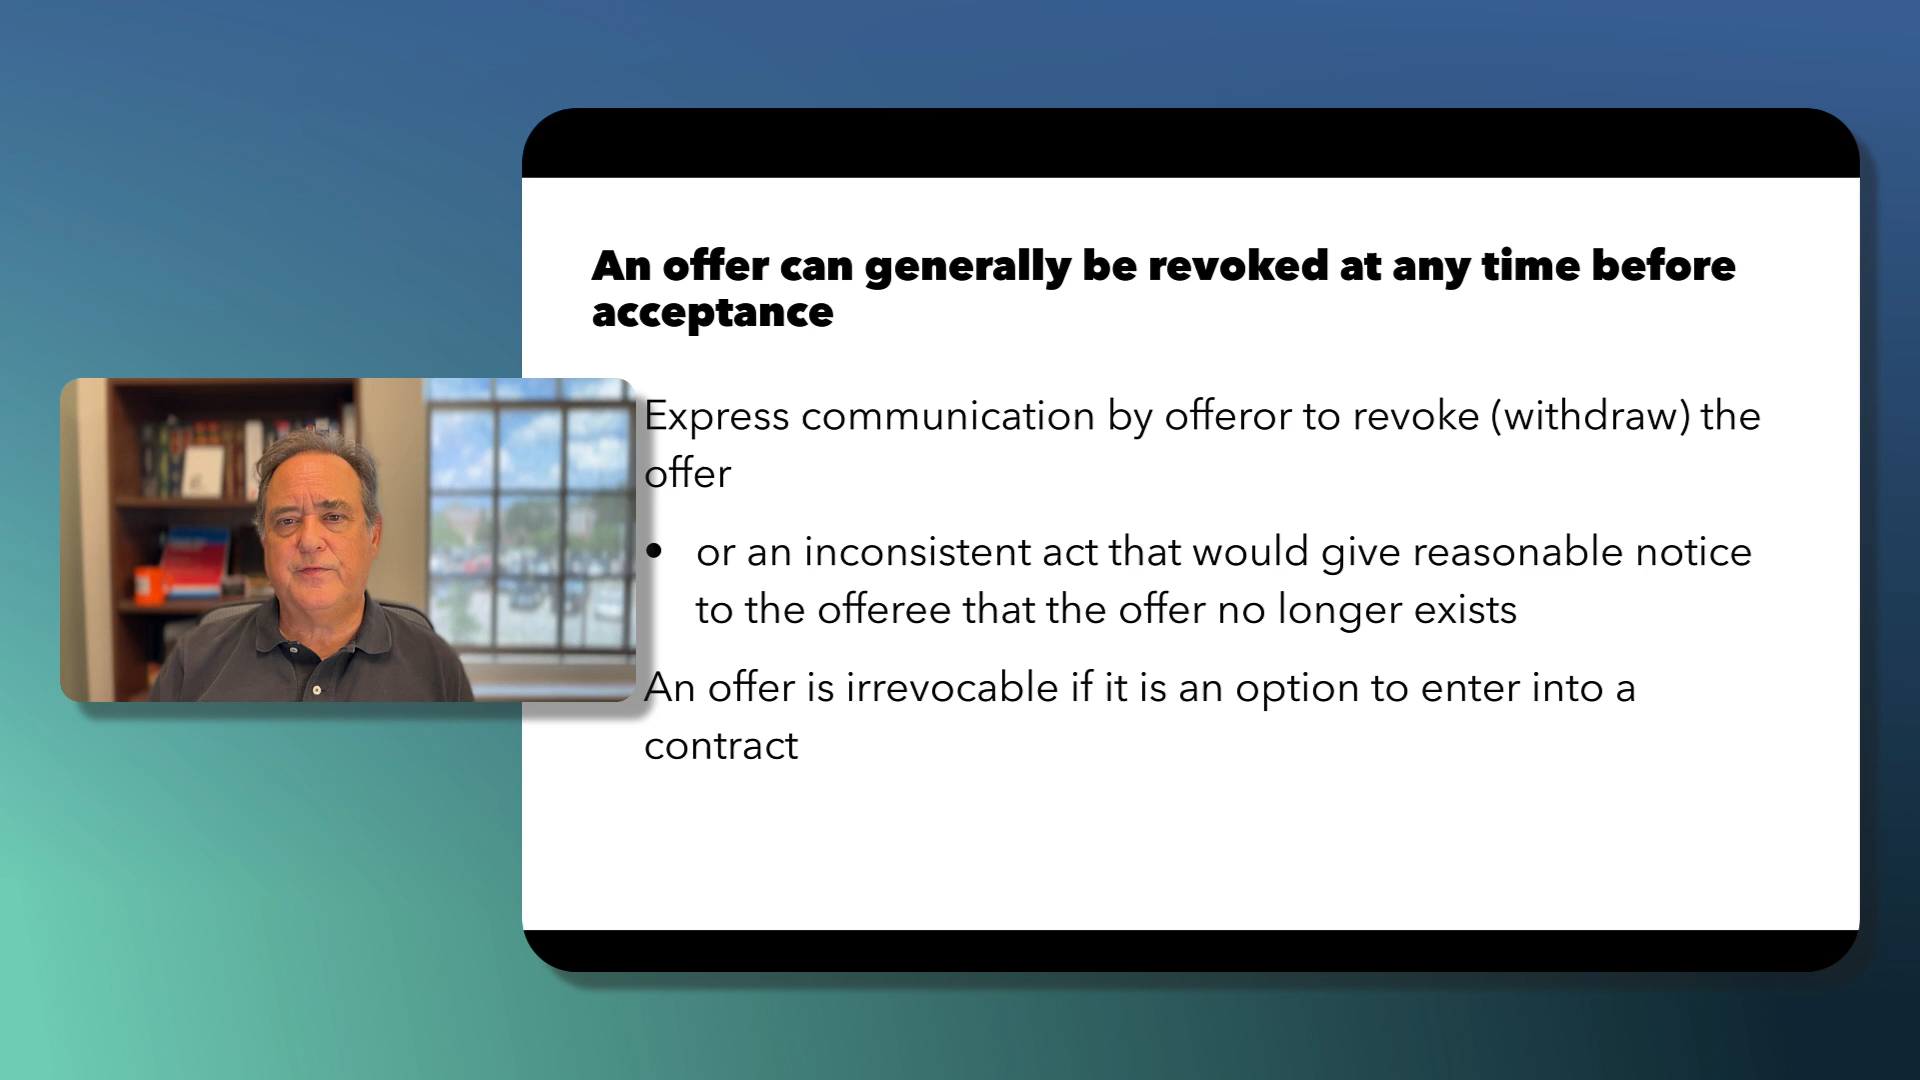 An offer can generally be revoked at any time before
acceptance
Express communication by offeror to revoke (withdraw) the
offer
• or an inconsistent act that would give reasonable notice
to the offeree that the offer no longer exists
An offer is irrevocable if it is an option to enter into a
contract